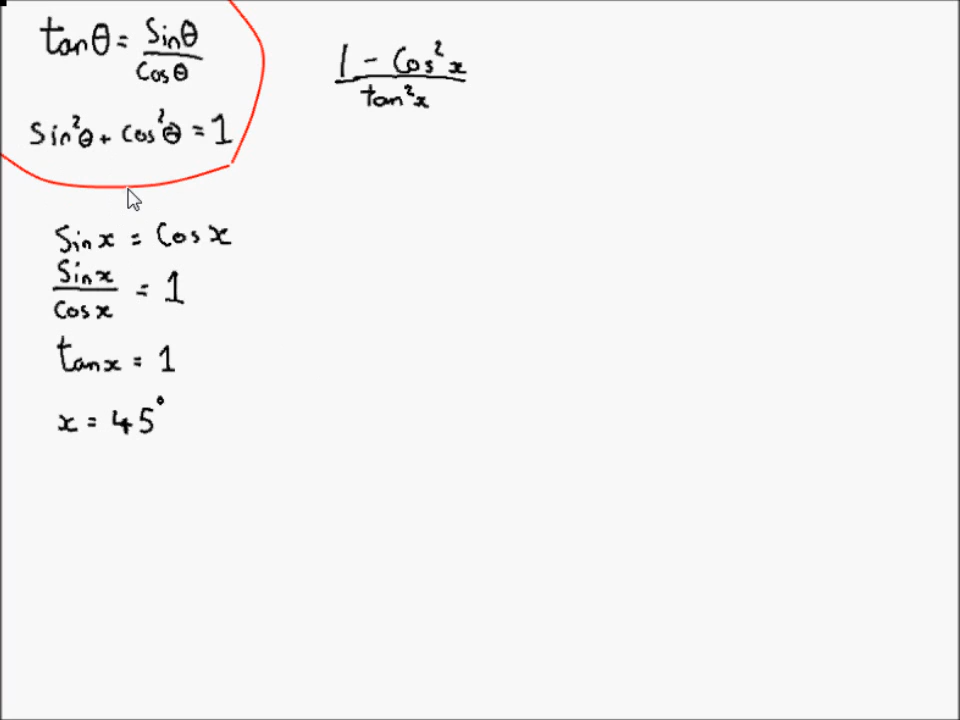 tanθ = Sinθ/Cosθ
Sin²θ + Cos²θ = 1
Sin x = Cos x
Sin x/Cos x = 1
tan x = 1
x = 45°
1 - Cos²x/tan²x